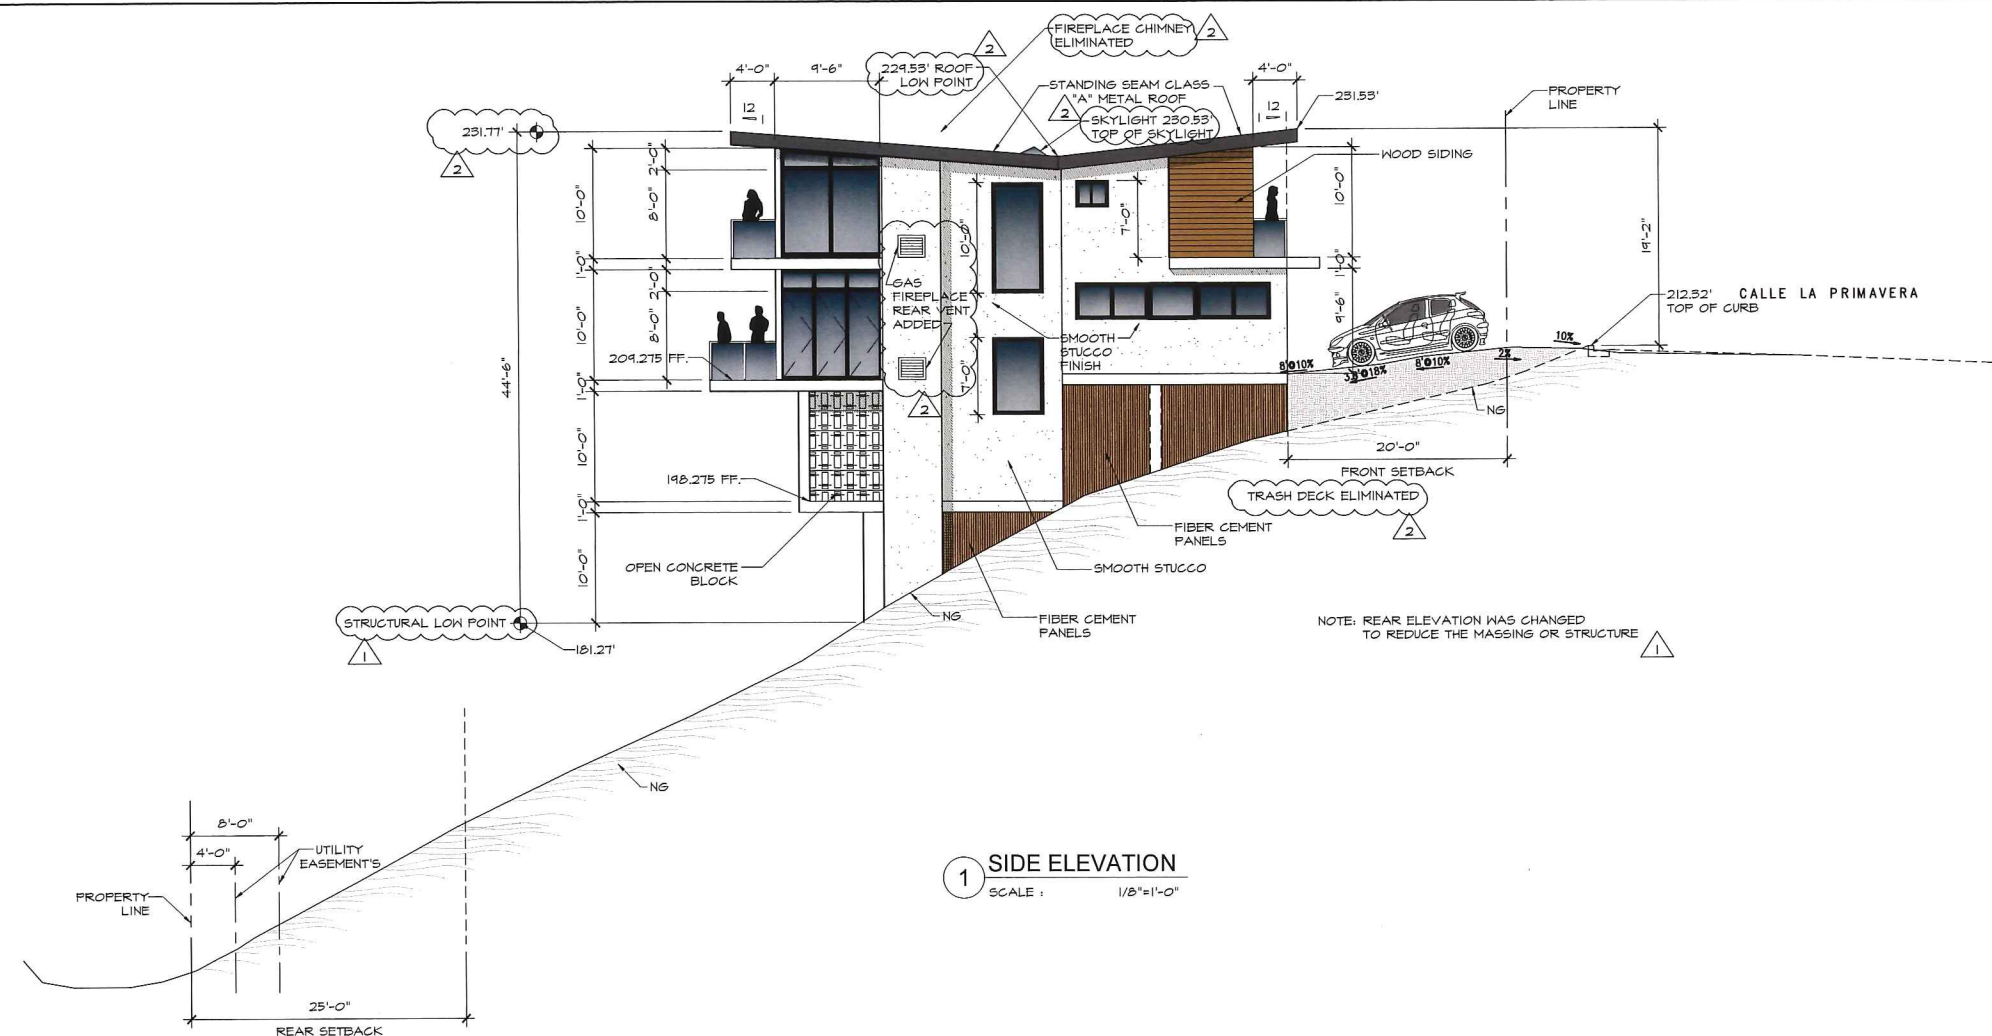 FIREPLACE CHIMNEY
ELIMINATED
2
2
229.53' ROOF
LOW POINT
4'-0"
9'-6"
12
STANDING SEAM CLASS
"A" METAL ROOF
2
SKYLIGHT 230.53'
TOP OF SKYLIGHT
4'-0"
12
231.53'
PROPERTY
LINE
231.77'
2
WOOD SIDING
10'-0"
2'-0"
8'-0"
1'-0"
10'-0"
2'-0"
8'-0"
1'-0"
10'-0"
1'-0"
10'-0"
44'-6"
10'-0"
7'-0"
7'-0"
10'-0"
1'-0"
9'-6"
19'-2"
GAS
FIREPLACE
REAR VENT
ADDED
2
SMOOTH
STUCCO
FINISH
209.275 FF.
198.275 FF.
212.32'
TOP OF CURB
CALLE LA PRIMAVERA
10%
2%
8'@10%
8'@18%
8'@10%
NG
20'-0"
FRONT SETBACK
TRASH DECK ELIMINATED
2
FIBER CEMENT
PANELS
SMOOTH STUCCO
OPEN CONCRETE
BLOCK
STRUCTURAL LOW POINT
1
181.27'
NG
FIBER CEMENT
PANELS
NOTE: REAR ELEVATION WAS CHANGED
TO REDUCE THE MASSING OR STRUCTURE
1
NG
8'-0"
4'-0"
UTILITY
EASEMENT'S
PROPERTY
LINE
25'-0"
REAR SETBACK
1
SIDE ELEVATION
SCALE : 1/8"=1'-0"